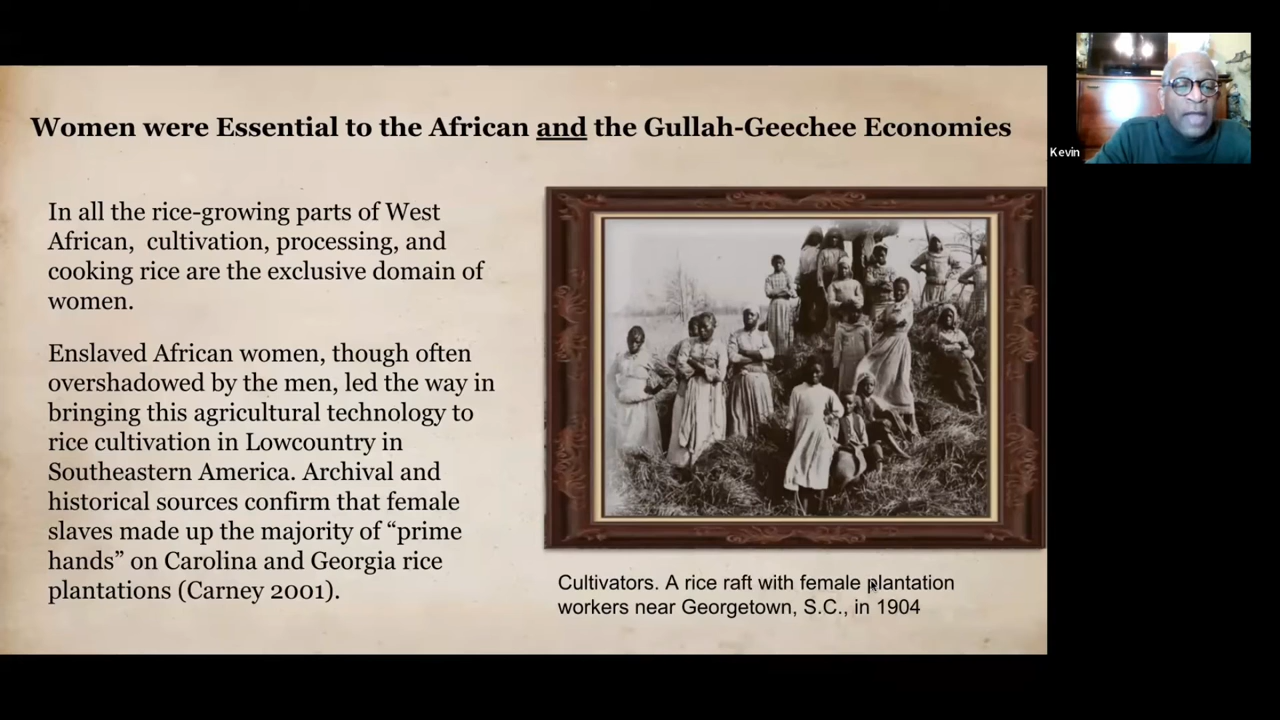 Women were Essential to the African and the Gullah-Geechee Economies
In all the rice-growing parts of West
African, cultivation, processing, and
cooking rice are the exclusive domain of
women.
Enslaved African women, though often
overshadowed by the men, led the way in
bringing this agricultural technology to
rice cultivation in Lowcountry in
Southeastern America. Archival and
historical sources confirm that female
slaves made up the majority of “prime
hands” on Carolina and Georgia rice
plantations (Carney 2001).
Cultivators. A rice raft with female plantation
workers near Georgetown, S.C., in 1904
Kevin